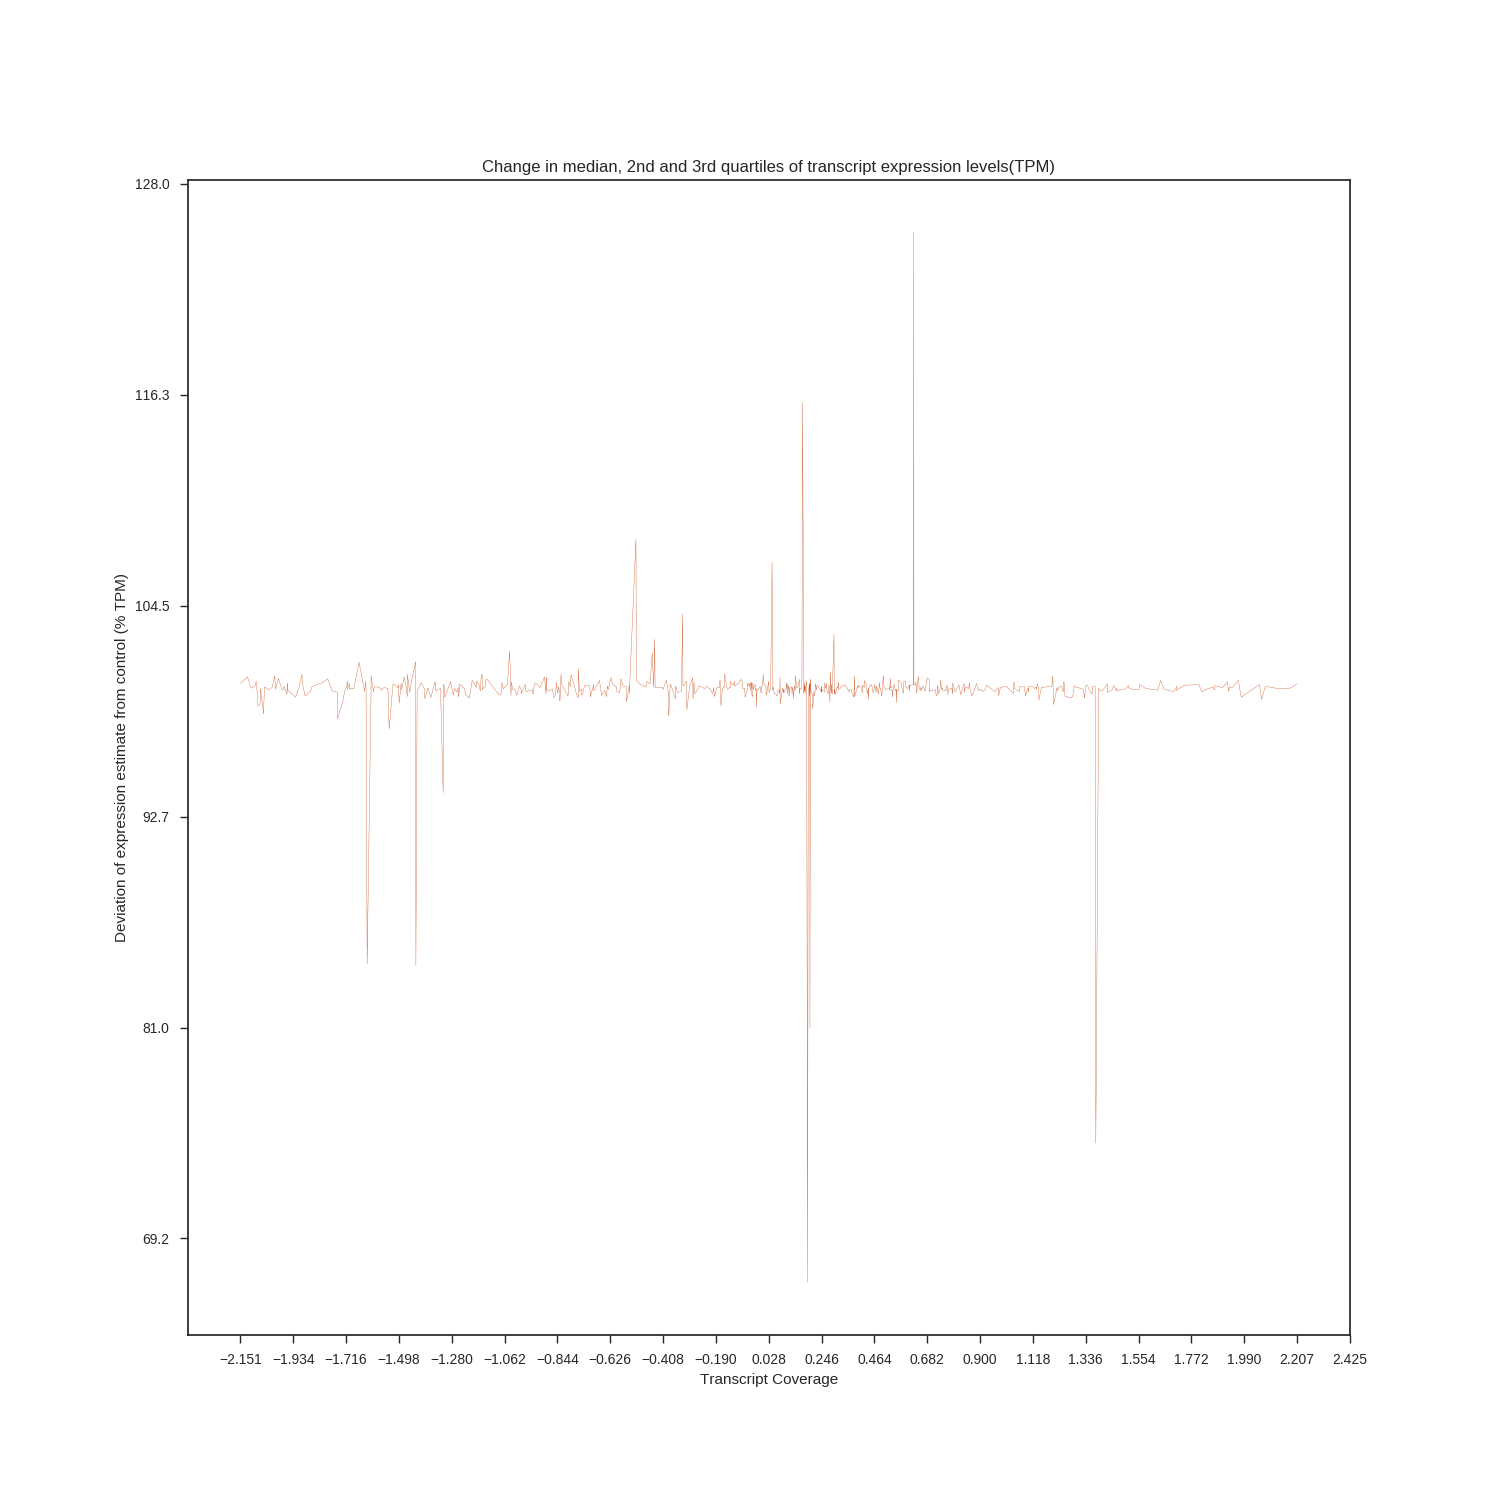 Change in median, 2nd and 3rd quartiles of transcript expression levels(TPM)
128.0
116.3
104.5
92.7
81.0
69.2
Deviation of expression estimate from control (% TPM)
−2.151 −1.934 −1.716 −1.498 −1.280 −1.062 −0.844 −0.626 −0.408 −0.190 0.028 0.246 0.464 0.682 0.900 1.118 1.336 1.554 1.772 1.990 2.207 2.425
Transcript Coverage